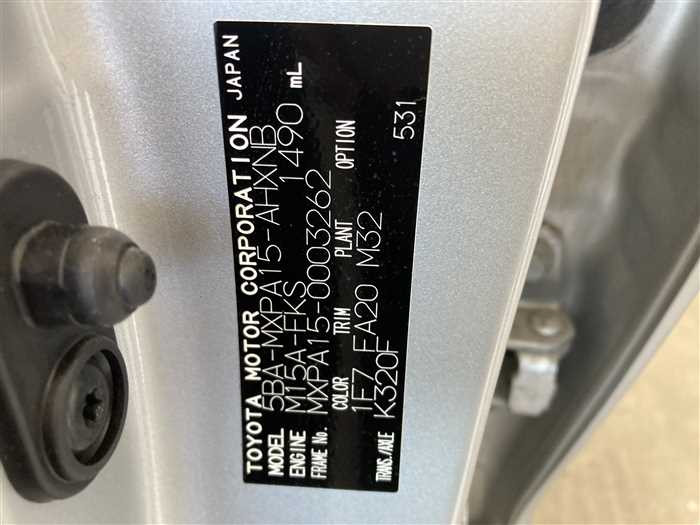 TOYOTA MOTOR CORPORATION JAPAN
MODEL 5BA-MXPA15-AHXNB
ENGINE M15A-FKS 1490 mL
FRAME No. MXPA15-0003262
COLOR TRIM PLANT OPTION
1F7 FA20 M32
TRANS./AXLE K320F 531